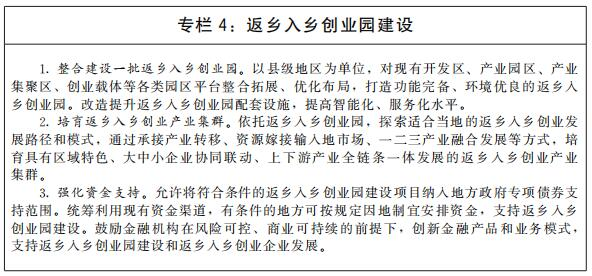 专栏 4：返乡入乡创业园建设
1. 整合建设一批返乡入乡创业园。以县级地区为单位，对现有开发区、产业园区、产业
集聚区、创业载体等各类园区平台整合拓展、优化布局，打造功能完备、环境优良的返乡入
乡创业园。改造提升返乡入乡创业园配套设施，提高智能化、服务化水平。
2. 培育返乡入乡创业产业集群。依托返乡入乡创业园，探索适合当地的返乡入乡创业发
展路径和模式，通过承接产业转移、资源嫁接输入地市场、一二三产业融合发展等方式，培
育具有区域特色、大中小企业协同联动、上下游产业全链条一体发展的返乡入乡创业产业
集群。
3. 强化资金支持。允许将符合条件的返乡入乡创业园建设项目纳入地方政府专项债券支
持范围。统筹利用现有资金渠道，有条件的地方可按规定因地制宜安排资金，支持返乡入乡
创业园建设。鼓励金融机构在风险可控、商业可持续的前提下，创新金融产品和业务模式，
支持返乡入乡创业园建设和返乡入乡创业企业发展。